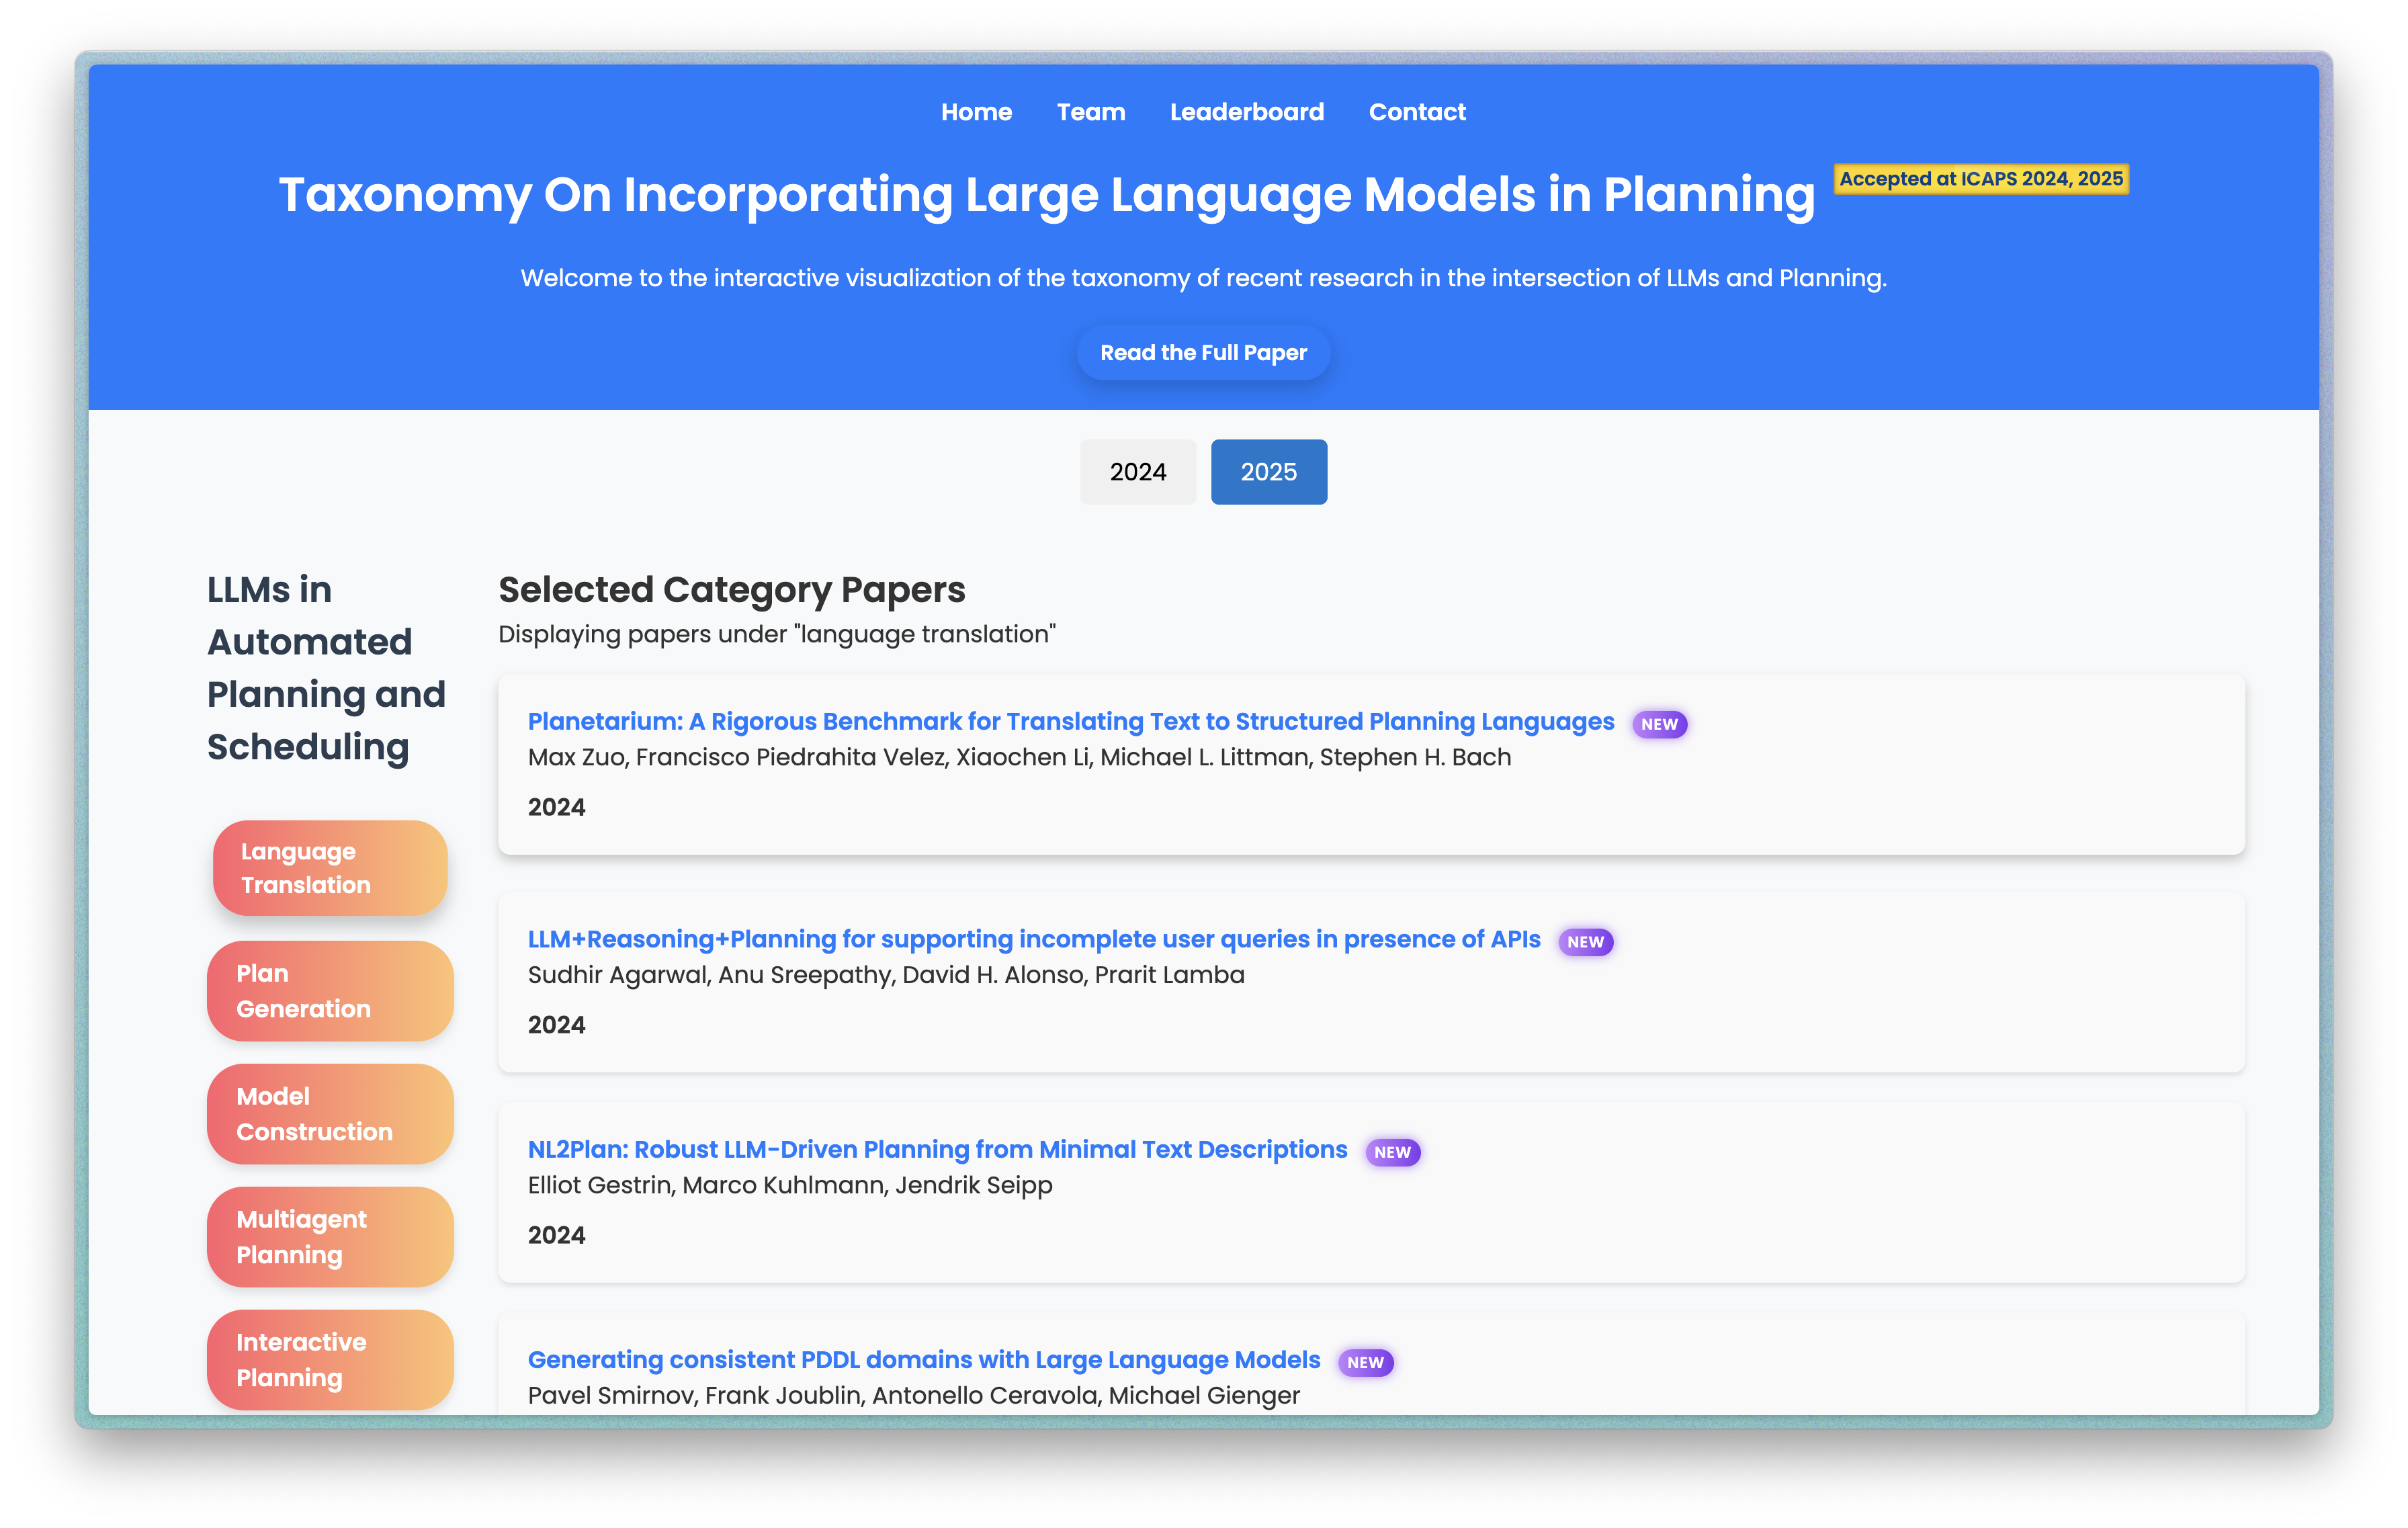 Home Team Leaderboard Contact
Taxonomy On Incorporating Large Language Models in Planning Accepted at ICAPS 2024, 2025
Welcome to the interactive visualization of the taxonomy of recent research in the intersection of LLMs and Planning.
Read the Full Paper
2024 2025
LLMs in
Automated
Planning and
Scheduling
Language
Translation
Plan
Generation
Model
Construction
Multiagent
Planning
Interactive
Planning
Selected Category Papers
Displaying papers under "language translation"
Planetarium: A Rigorous Benchmark for Translating Text to Structured Planning Languages NEW
Max Zuo, Francisco Piedrahita Velez, Xiaochen Li, Michael L. Littman, Stephen H. Bach
2024
LLM+Reasoning+Planning for supporting incomplete user queries in presence of APIs NEW
Sudhir Agarwal, Anu Sreepathy, David H. Alonso, Prarit Lamba
2024
NL2Plan: Robust LLM-Driven Planning from Minimal Text Descriptions NEW
Elliot Gestrin, Marco Kuhlmann, Jendrik Seipp
2024
Generating consistent PDDL domains with Large Language Models NEW
Pavel Smirnov, Frank Joublin, Antonello Ceravola, Michael Gienger